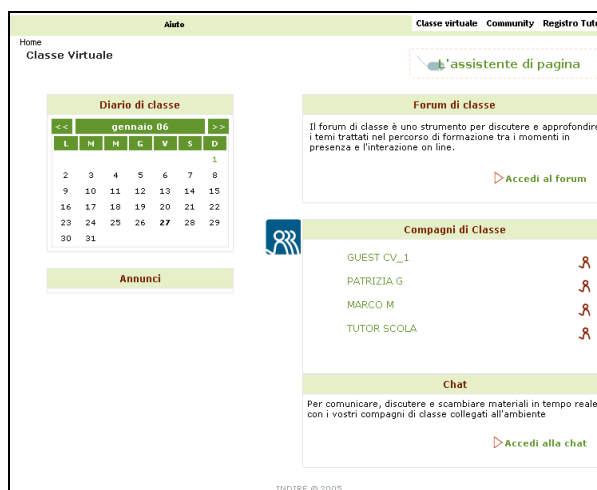 Aiuto
Classe virtuale Community Registro Tuto
Home
Classe Virtuale
L'assistente di pagina
Diario di classe
<< gennaio 06 >>
L M M G V S D
1
2 3 4 5 6 7 8
9 10 11 12 13 14 15
16 17 18 19 20 21 22
23 24 25 26 27 28 29
30 31
Annunci
Forum di classe
Il forum di classe è uno strumento per discutere e approfondire
i temi trattati nel percorso di formazione tra i momenti in
presenza e l'interazione on line.
Accedi al forum
Compagni di Classe
GUEST CV_1
PATRIZIA G
MARCO M
TUTOR SCOLA
Chat
Per comunicare, discutere e scambiare materiali in tempo reale
con i vostri compagni di classe collegati all'ambiente
Accedi alla chat
INDIRE @ 2005